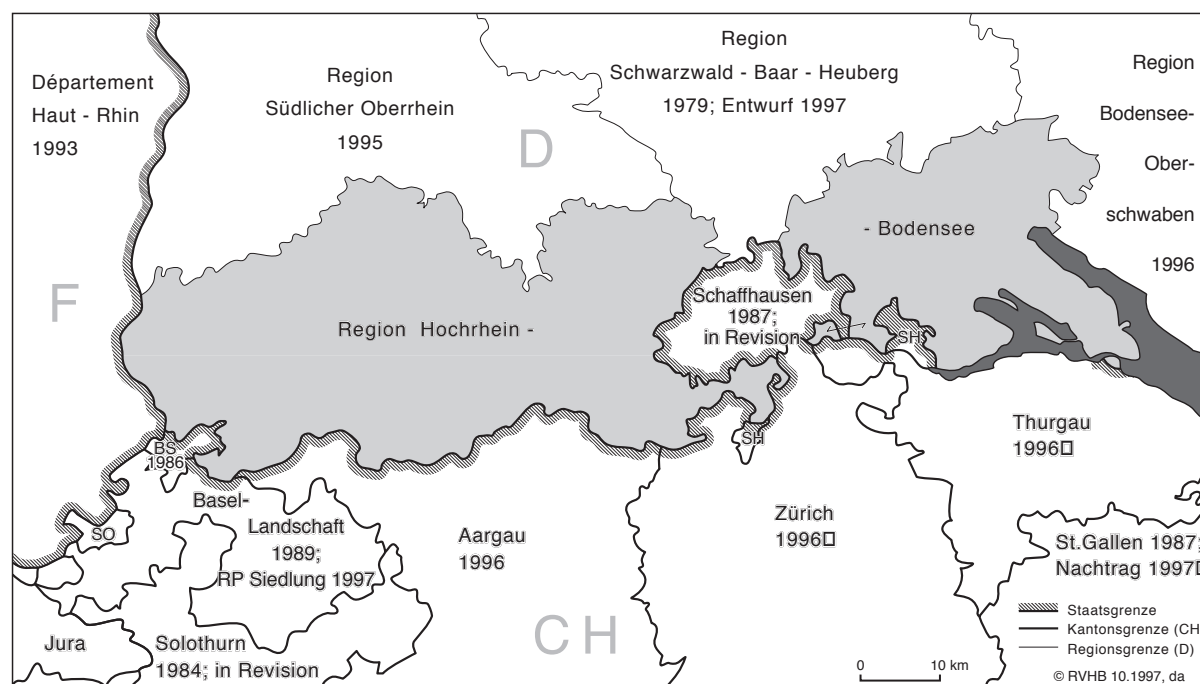 Département
Haut - Rhin
1993
Region
Südlicher Oberrhein
1995
Region
Schwarzwald - Baar - Heuberg
1979; Entwurf 1997
Region
Bodensee-
Ober-
schwaben
1996
D
F
- Bodensee
Region Hochrhein -
Schaffhausen
1987;
in Revision
SH
SH
BS
1986
SO
Basel-
Landschaft
1989;
RP Siedlung 1997
Aargau
1996
Zürich
1996
Thurgau
1996
St.Gallen 1987;
Nachtrag 1997
Jura
Solothurn
1984; in Revision
CH
Staatsgrenze
Kantonsgrenze (CH
Regionsgrenze (D)
0 10 km
© RVHB 10.1997, da